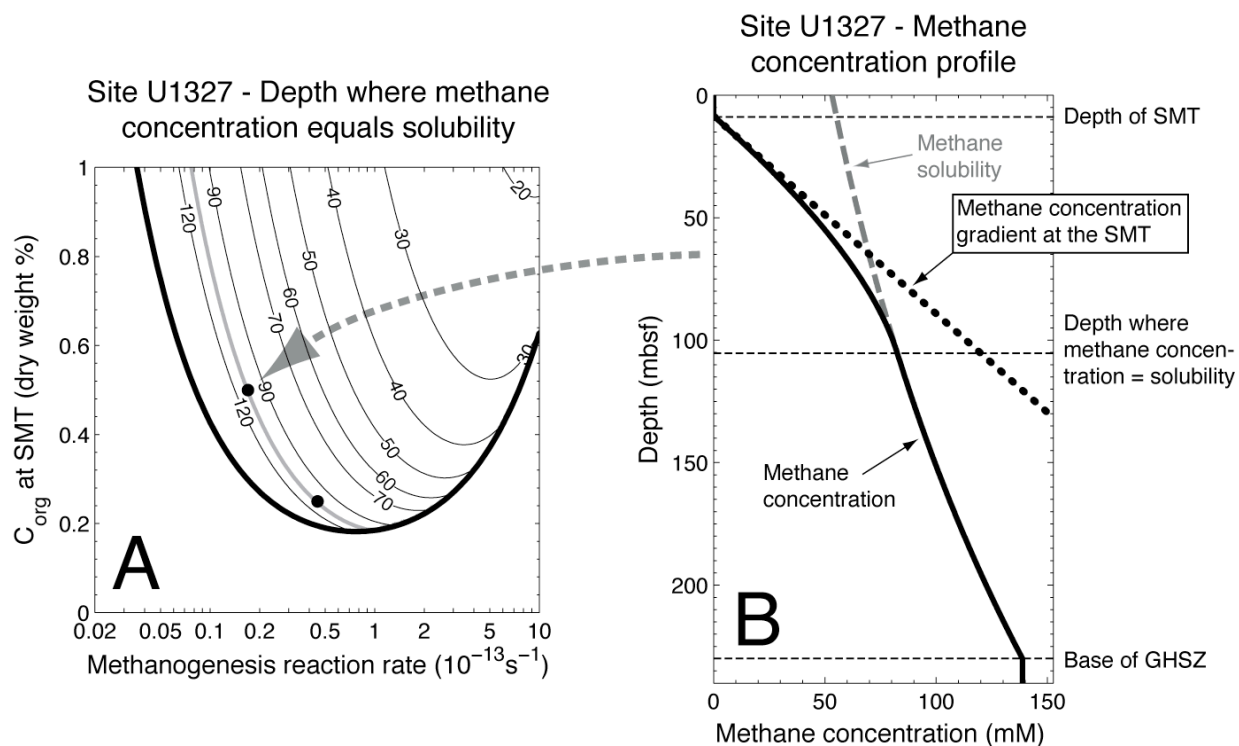 Site U1327 - Depth where methane
concentration equals solubility
C_org at SMT (dry weight %)
1
0.8
0.6
0.4
0.2
0
0.02 0.05 0.1 0.2 0.5 1 2 5 10
Methanogenesis reaction rate (10⁻¹³s⁻¹)
120
90
70
60
50
40
30
20
120
90
70
60
50
40
30
A
Site U1327 - Methane
concentration profile
Depth (mbsf)
0
50
100
150
200
0 50 100 150
Methane concentration (mM)
Methane
solubility
Methane concentration
gradient at the SMT
Methane
concentration
B
Depth of SMT
Depth where
methane concen-
tration = solubility
Base of GHSZ